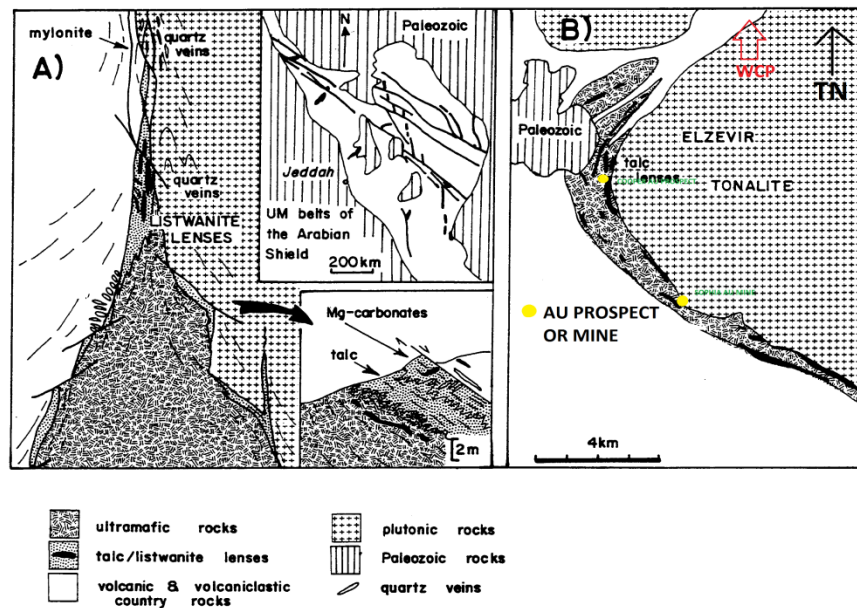 A)
mylonite
quartz
veins
quartz
veins
LISTWANITE
LENSES
N
Paleozoic
Jeddah
UM belts of
the Arabian
Shield
200km
Mg-carbonates
talc
2m
B)
WCP
TN
Paleozoic
ELZEVIR
talc
lenses
TONALITE
AU PROSPECT
OR MINE
4km
ultramafic rocks
talc/listwanite lenses
volcanic & volcaniclastic
country rocks
plutonic rocks
Paleozoic rocks
quartz veins